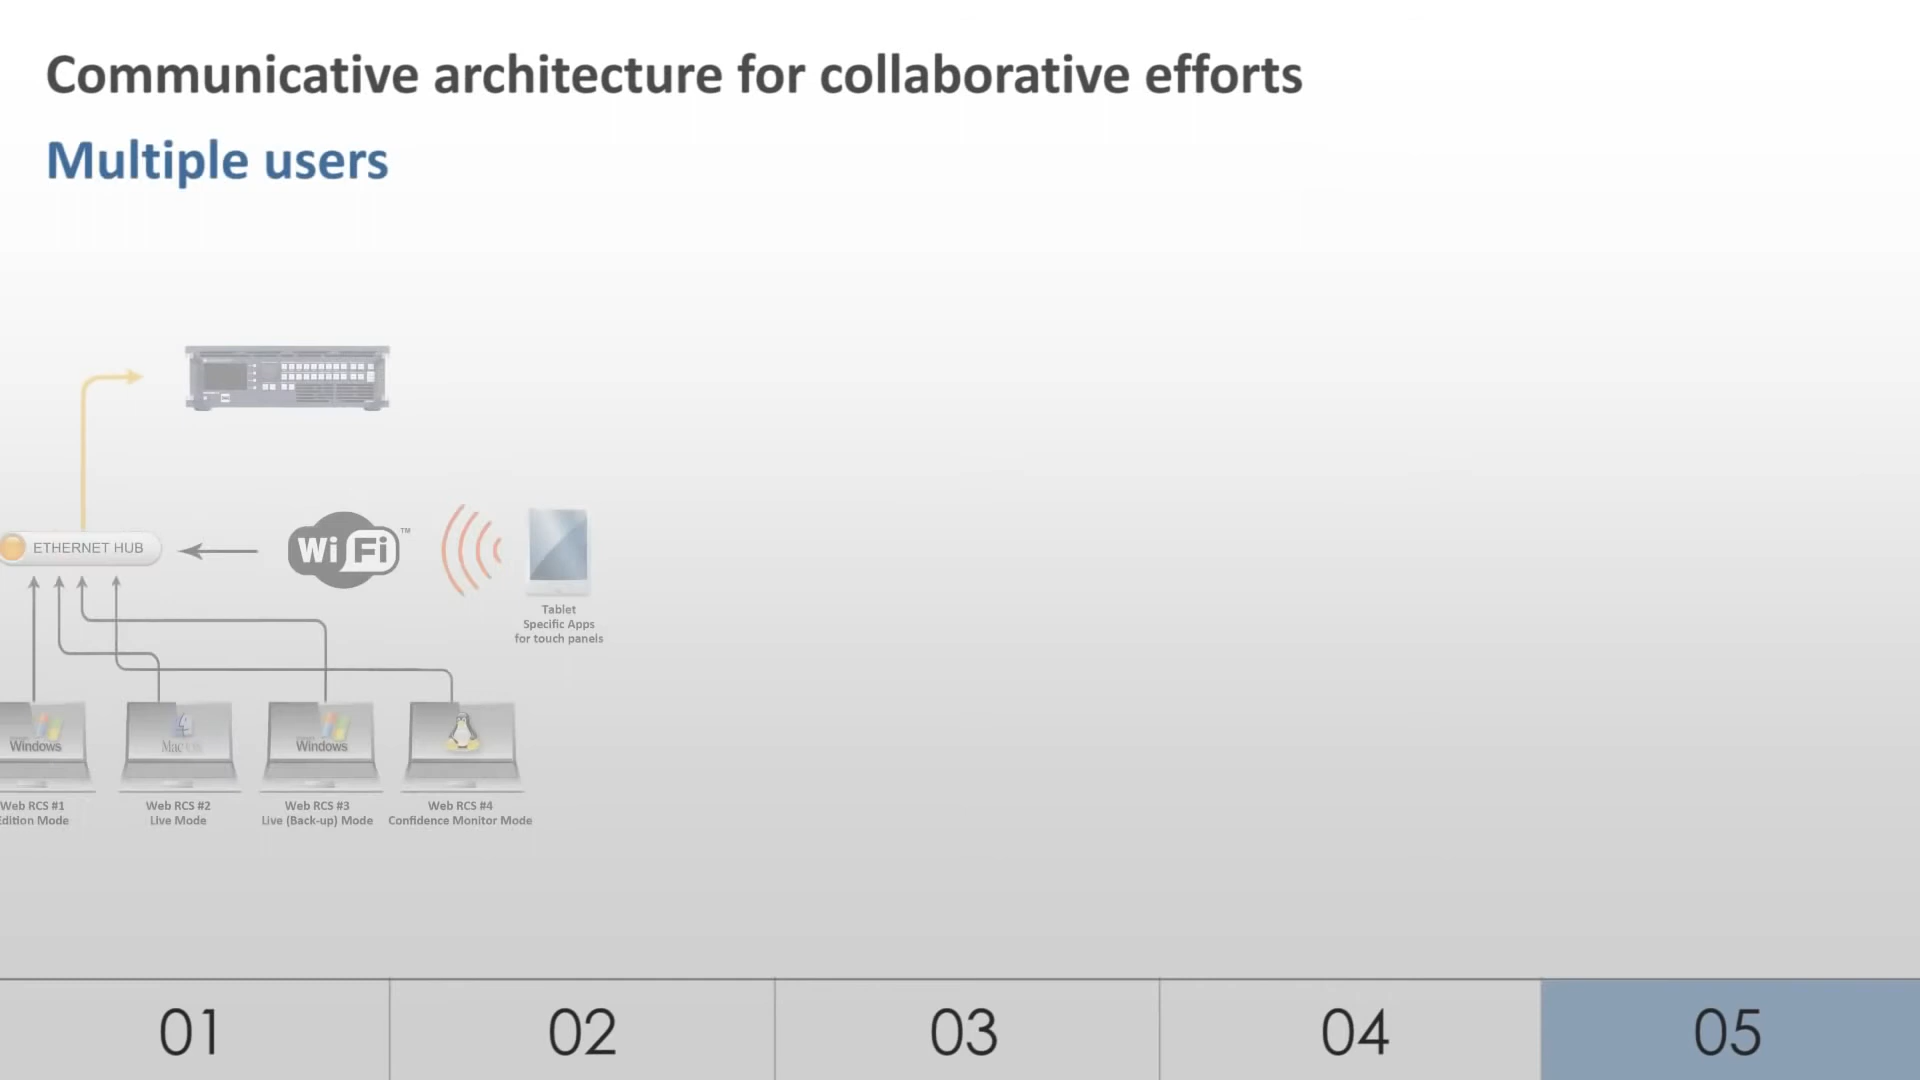 Communicative architecture for collaborative efforts
Multiple users
ETHERNET HUB
Wi Fi ™
Tablet
Specific Apps
for touch panels
Windows
Mac OS
Windows
Web RCS #1
Edition Mode
Web RCS #2
Live Mode
Web RCS #3
Live (Back-up) Mode
Web RCS #4
Confidence Monitor Mode
01
02
03
04
05